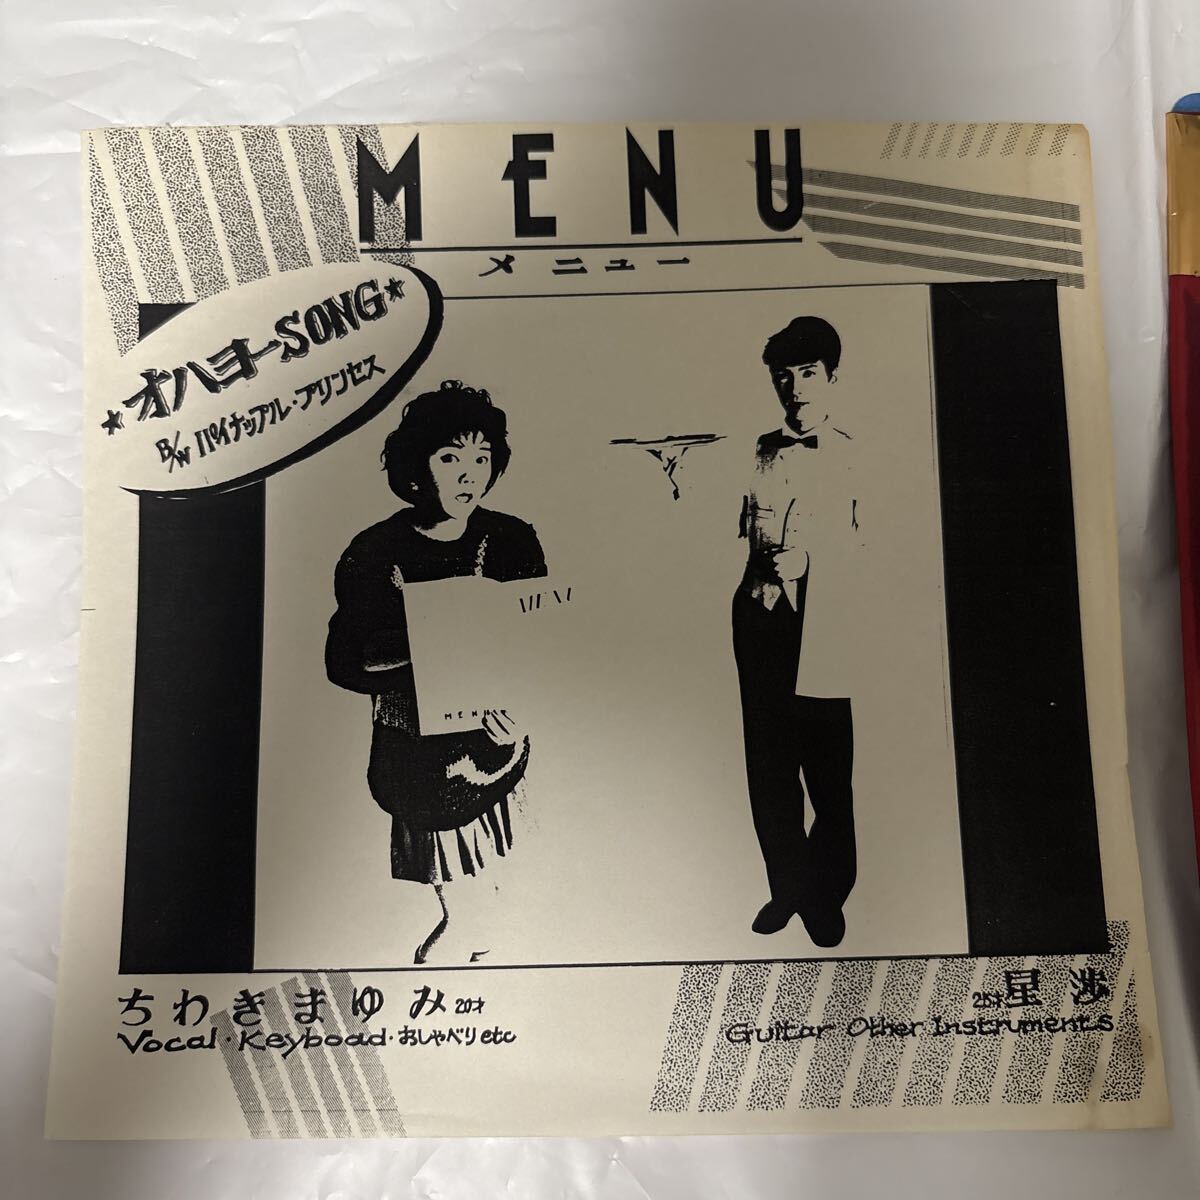 MENU
メニュー
★オハヨーSONG★
B/W パイナップル・プリンセス
MENU
MENU
ちわきまゆみ 20才
Vocal・Keyboad・おしゃべりetc
25才 星 渉
Guitar Other Instruments